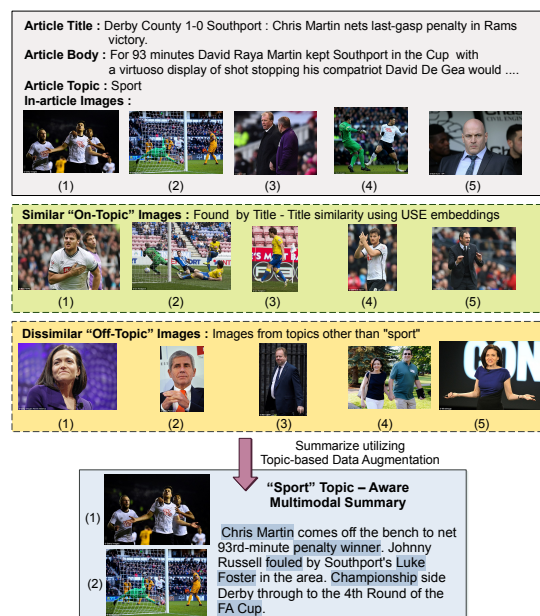 Article Title : Derby County 1-0 Southport : Chris Martin nets last-gasp penalty in Rams
victory.
Article Body : For 93 minutes David Raya Martin kept Southport in the Cup with
a virtuoso display of shot stopping his compatriot David De Gea would ....
Article Topic : Sport
In-article Images :
(1) (2) (3) (4) (5)
Similar “On-Topic” Images : Found by Title - Title similarity using USE embeddings
(1) (2) (3) (4) (5)
Dissimilar “Off-Topic” Images : Images from topics other than "sport"
CON
(1) (2) (3) (4) (5)
Summarize utilizing
Topic-based Data Augmentation
“Sport” Topic – Aware
Multimodal Summary
(1)
(2)
Chris Martin comes off the bench to net
93rd-minute penalty winner. Johnny
Russell fouled by Southport's Luke
Foster in the area. Championship side
Derby through to the 4th Round of the
FA Cup.